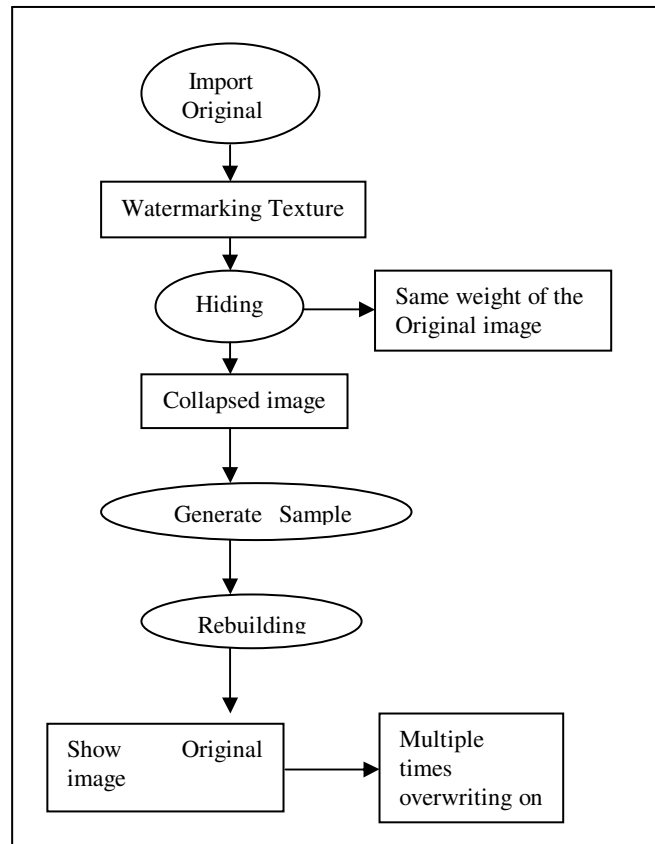 Import
Original
Watermarking Texture
Hiding
Same weight of the
Original image
Collapsed image
Generate Sample
Rebuilding
Show Original
image
Multiple
times
overwriting on